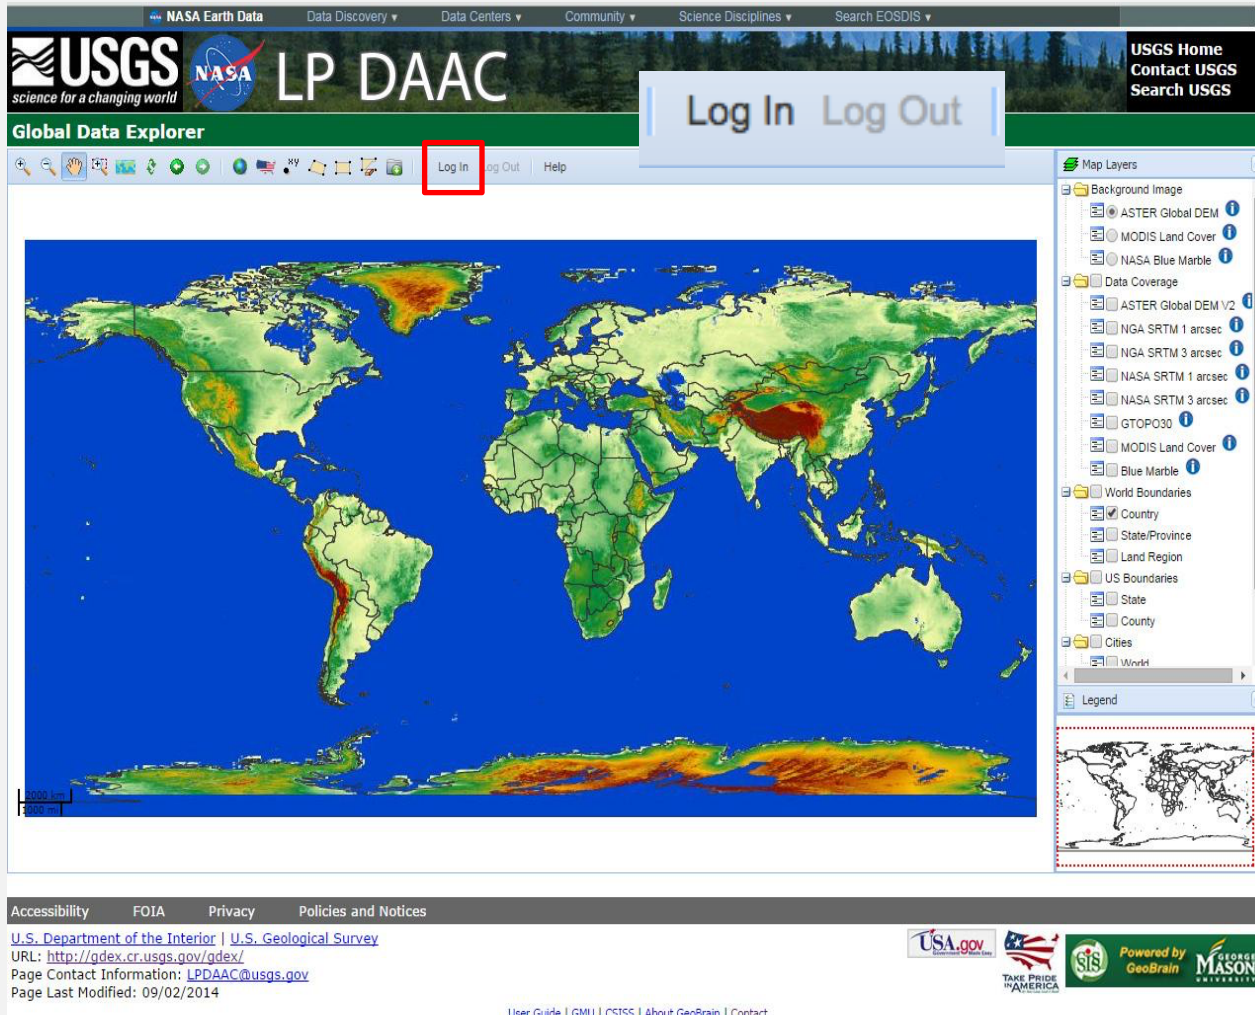 NASA Earth Data Data Discovery ▾ Data Centers ▾ Community ▾ Science Disciplines ▾ Search EOSDIS ▾
USGS
science for a changing world
NASA
LP DAAC
USGS Home
Contact USGS
Search USGS
Log In Log Out
Global Data Explorer
XY
Log In Log Out Help
Map Layers
Background Image
ASTER Global DEM
MODIS Land Cover
NASA Blue Marble
Data Coverage
ASTER Global DEM V2
NGA SRTM 1 arcsec
NGA SRTM 3 arcsec
NASA SRTM 1 arcsec
NASA SRTM 3 arcsec
GTOPO30
MODIS Land Cover
Blue Marble
World Boundaries
Country
State/Province
Land Region
US Boundaries
State
County
Cities
World
Legend
2000 km
1000 mi
Accessibility FOIA Privacy Policies and Notices
U.S. Department of the Interior | U.S. Geological Survey
URL: http://gdex.cr.usgs.gov/gdex/
Page Contact Information: LPDAAC@usgs.gov
Page Last Modified: 09/02/2014
USA.gov
Government Made Easy
TAKE PRIDE
IN AMERICA
SIS
Powered by
GeoBrain
GEORGE
MASON
UNIVERSITY
User Guide | GMU | CSISS | About GeoBrain | Contact